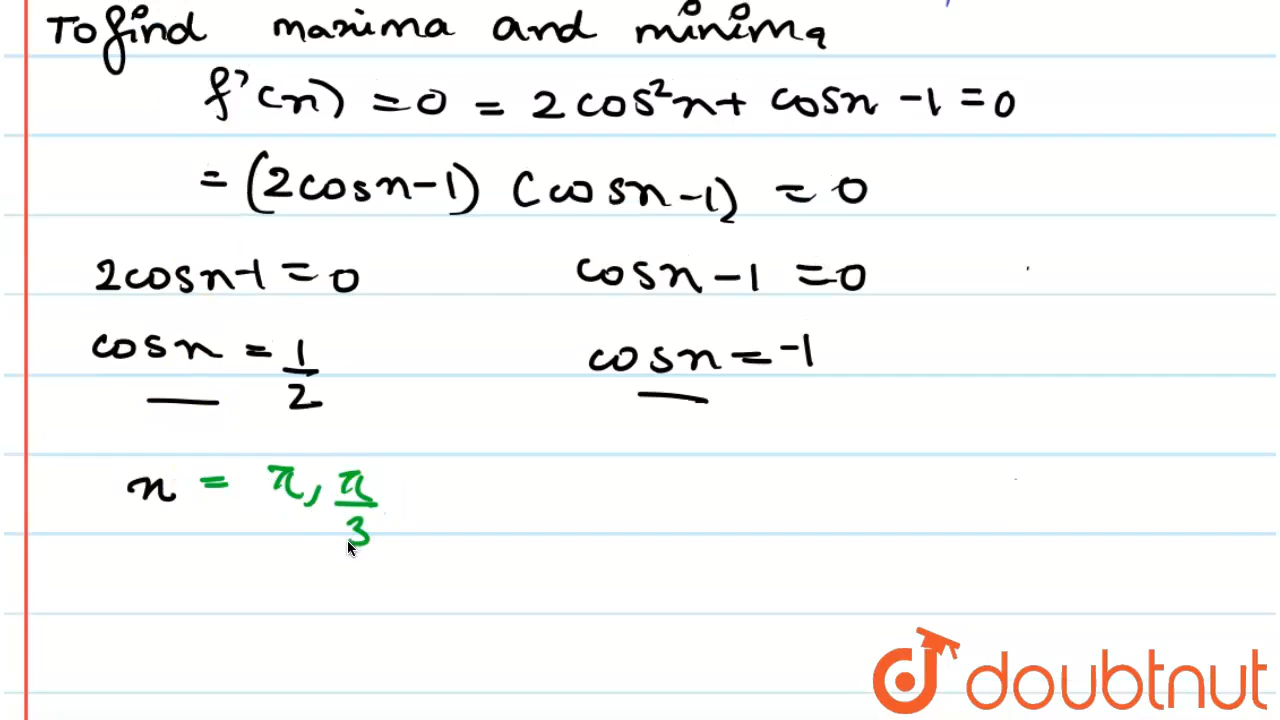 To find maxima and minima
f'(x) = 0 = 2cos²x + cosx - 1 = 0
= (2cosx - 1) (cosx - 1) = 0
2cosx - 1 = 0 cosx - 1 = 0
cosx = 1/2 cosx = -1
x = π, π/3
doubtnut